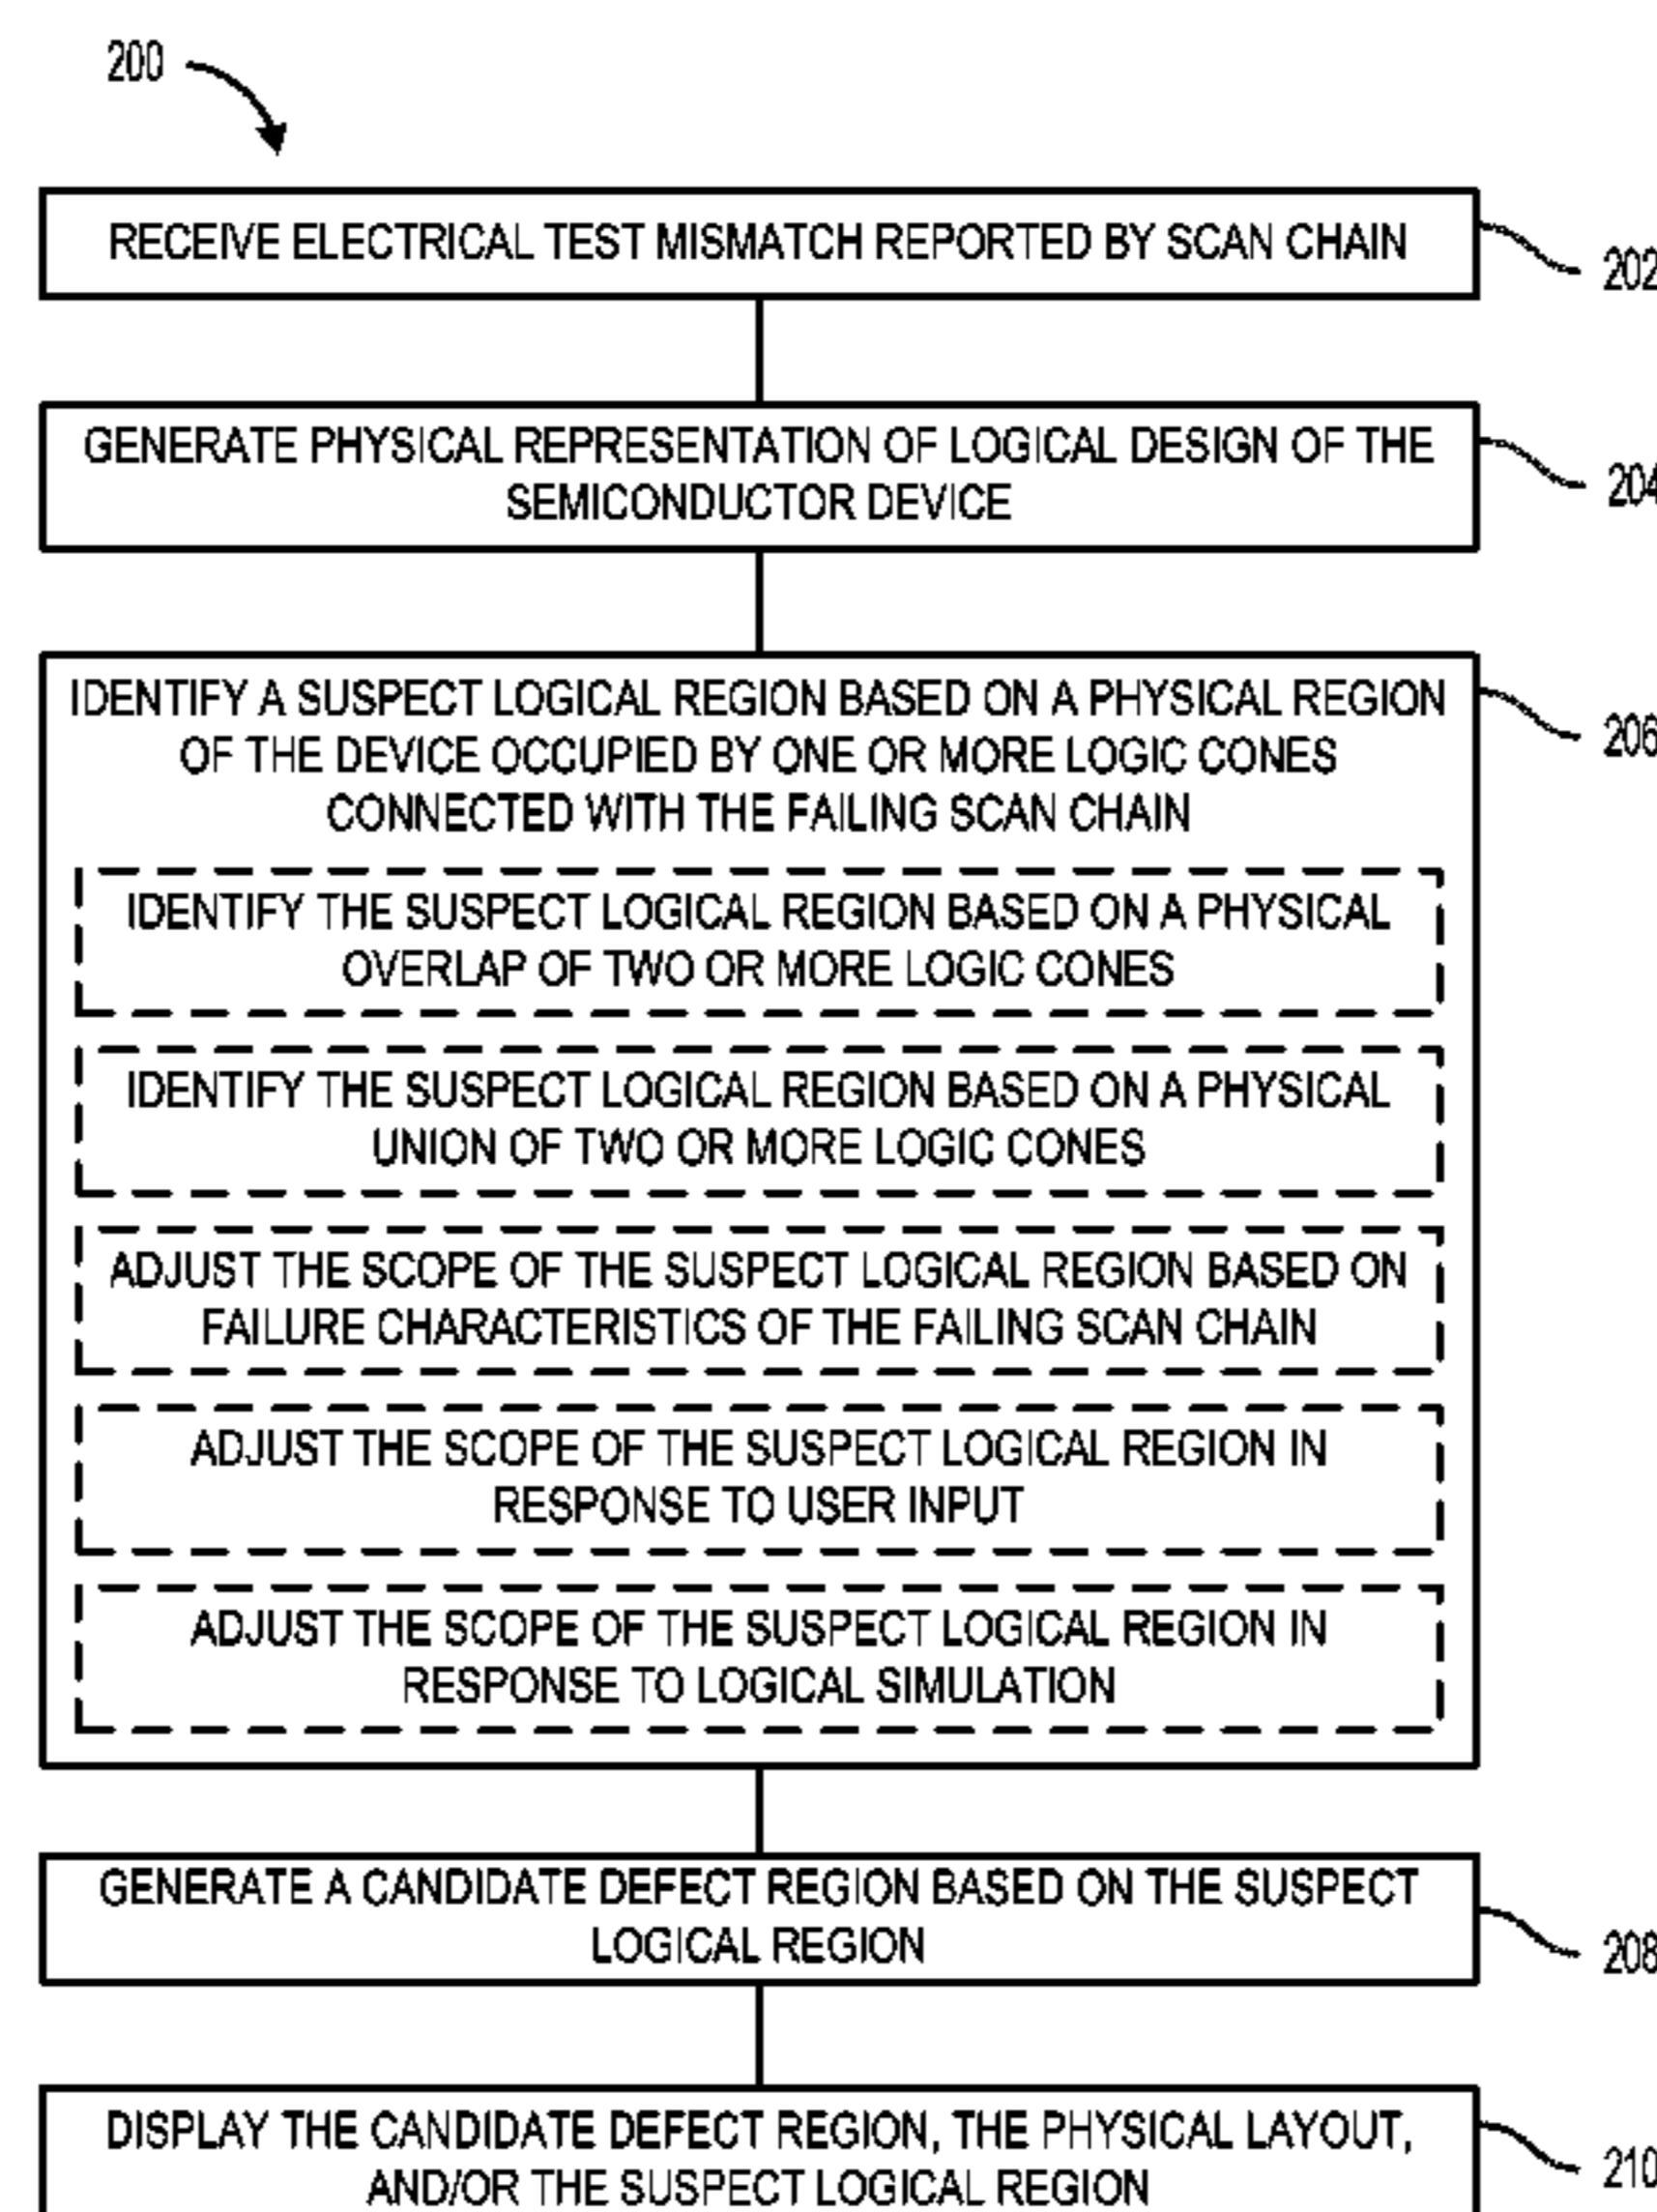 200
RECEIVE ELECTRICAL TEST MISMATCH REPORTED BY SCAN CHAIN
202
GENERATE PHYSICAL REPRESENTATION OF LOGICAL DESIGN OF THE
SEMICONDUCTOR DEVICE
204
IDENTIFY A SUSPECT LOGICAL REGION BASED ON A PHYSICAL REGION
OF THE DEVICE OCCUPIED BY ONE OR MORE LOGIC CONES
CONNECTED WITH THE FAILING SCAN CHAIN
206
IDENTIFY THE SUSPECT LOGICAL REGION BASED ON A PHYSICAL
OVERLAP OF TWO OR MORE LOGIC CONES
IDENTIFY THE SUSPECT LOGICAL REGION BASED ON A PHYSICAL
UNION OF TWO OR MORE LOGIC CONES
ADJUST THE SCOPE OF THE SUSPECT LOGICAL REGION BASED ON
FAILURE CHARACTERISTICS OF THE FAILING SCAN CHAIN
ADJUST THE SCOPE OF THE SUSPECT LOGICAL REGION IN
RESPONSE TO USER INPUT
ADJUST THE SCOPE OF THE SUSPECT LOGICAL REGION IN
RESPONSE TO LOGICAL SIMULATION
GENERATE A CANDIDATE DEFECT REGION BASED ON THE SUSPECT
LOGICAL REGION
208
DISPLAY THE CANDIDATE DEFECT REGION, THE PHYSICAL LAYOUT,
AND/OR THE SUSPECT LOGICAL REGION
210